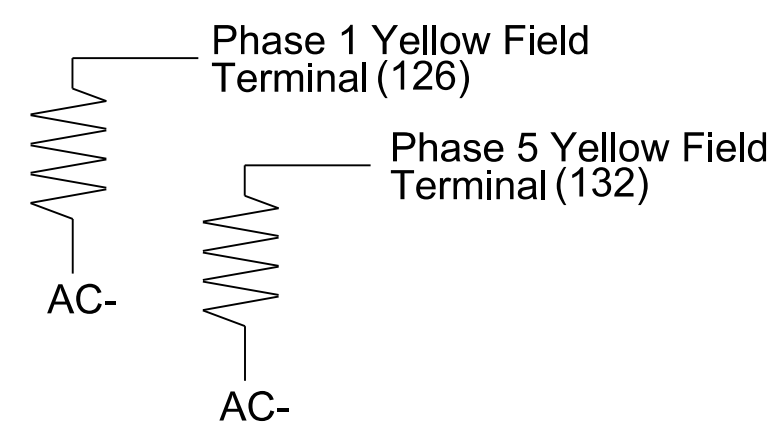 Phase 1 Yellow Field
Terminal (126)
Phase 5 Yellow Field
Terminal (132)
AC-
AC-